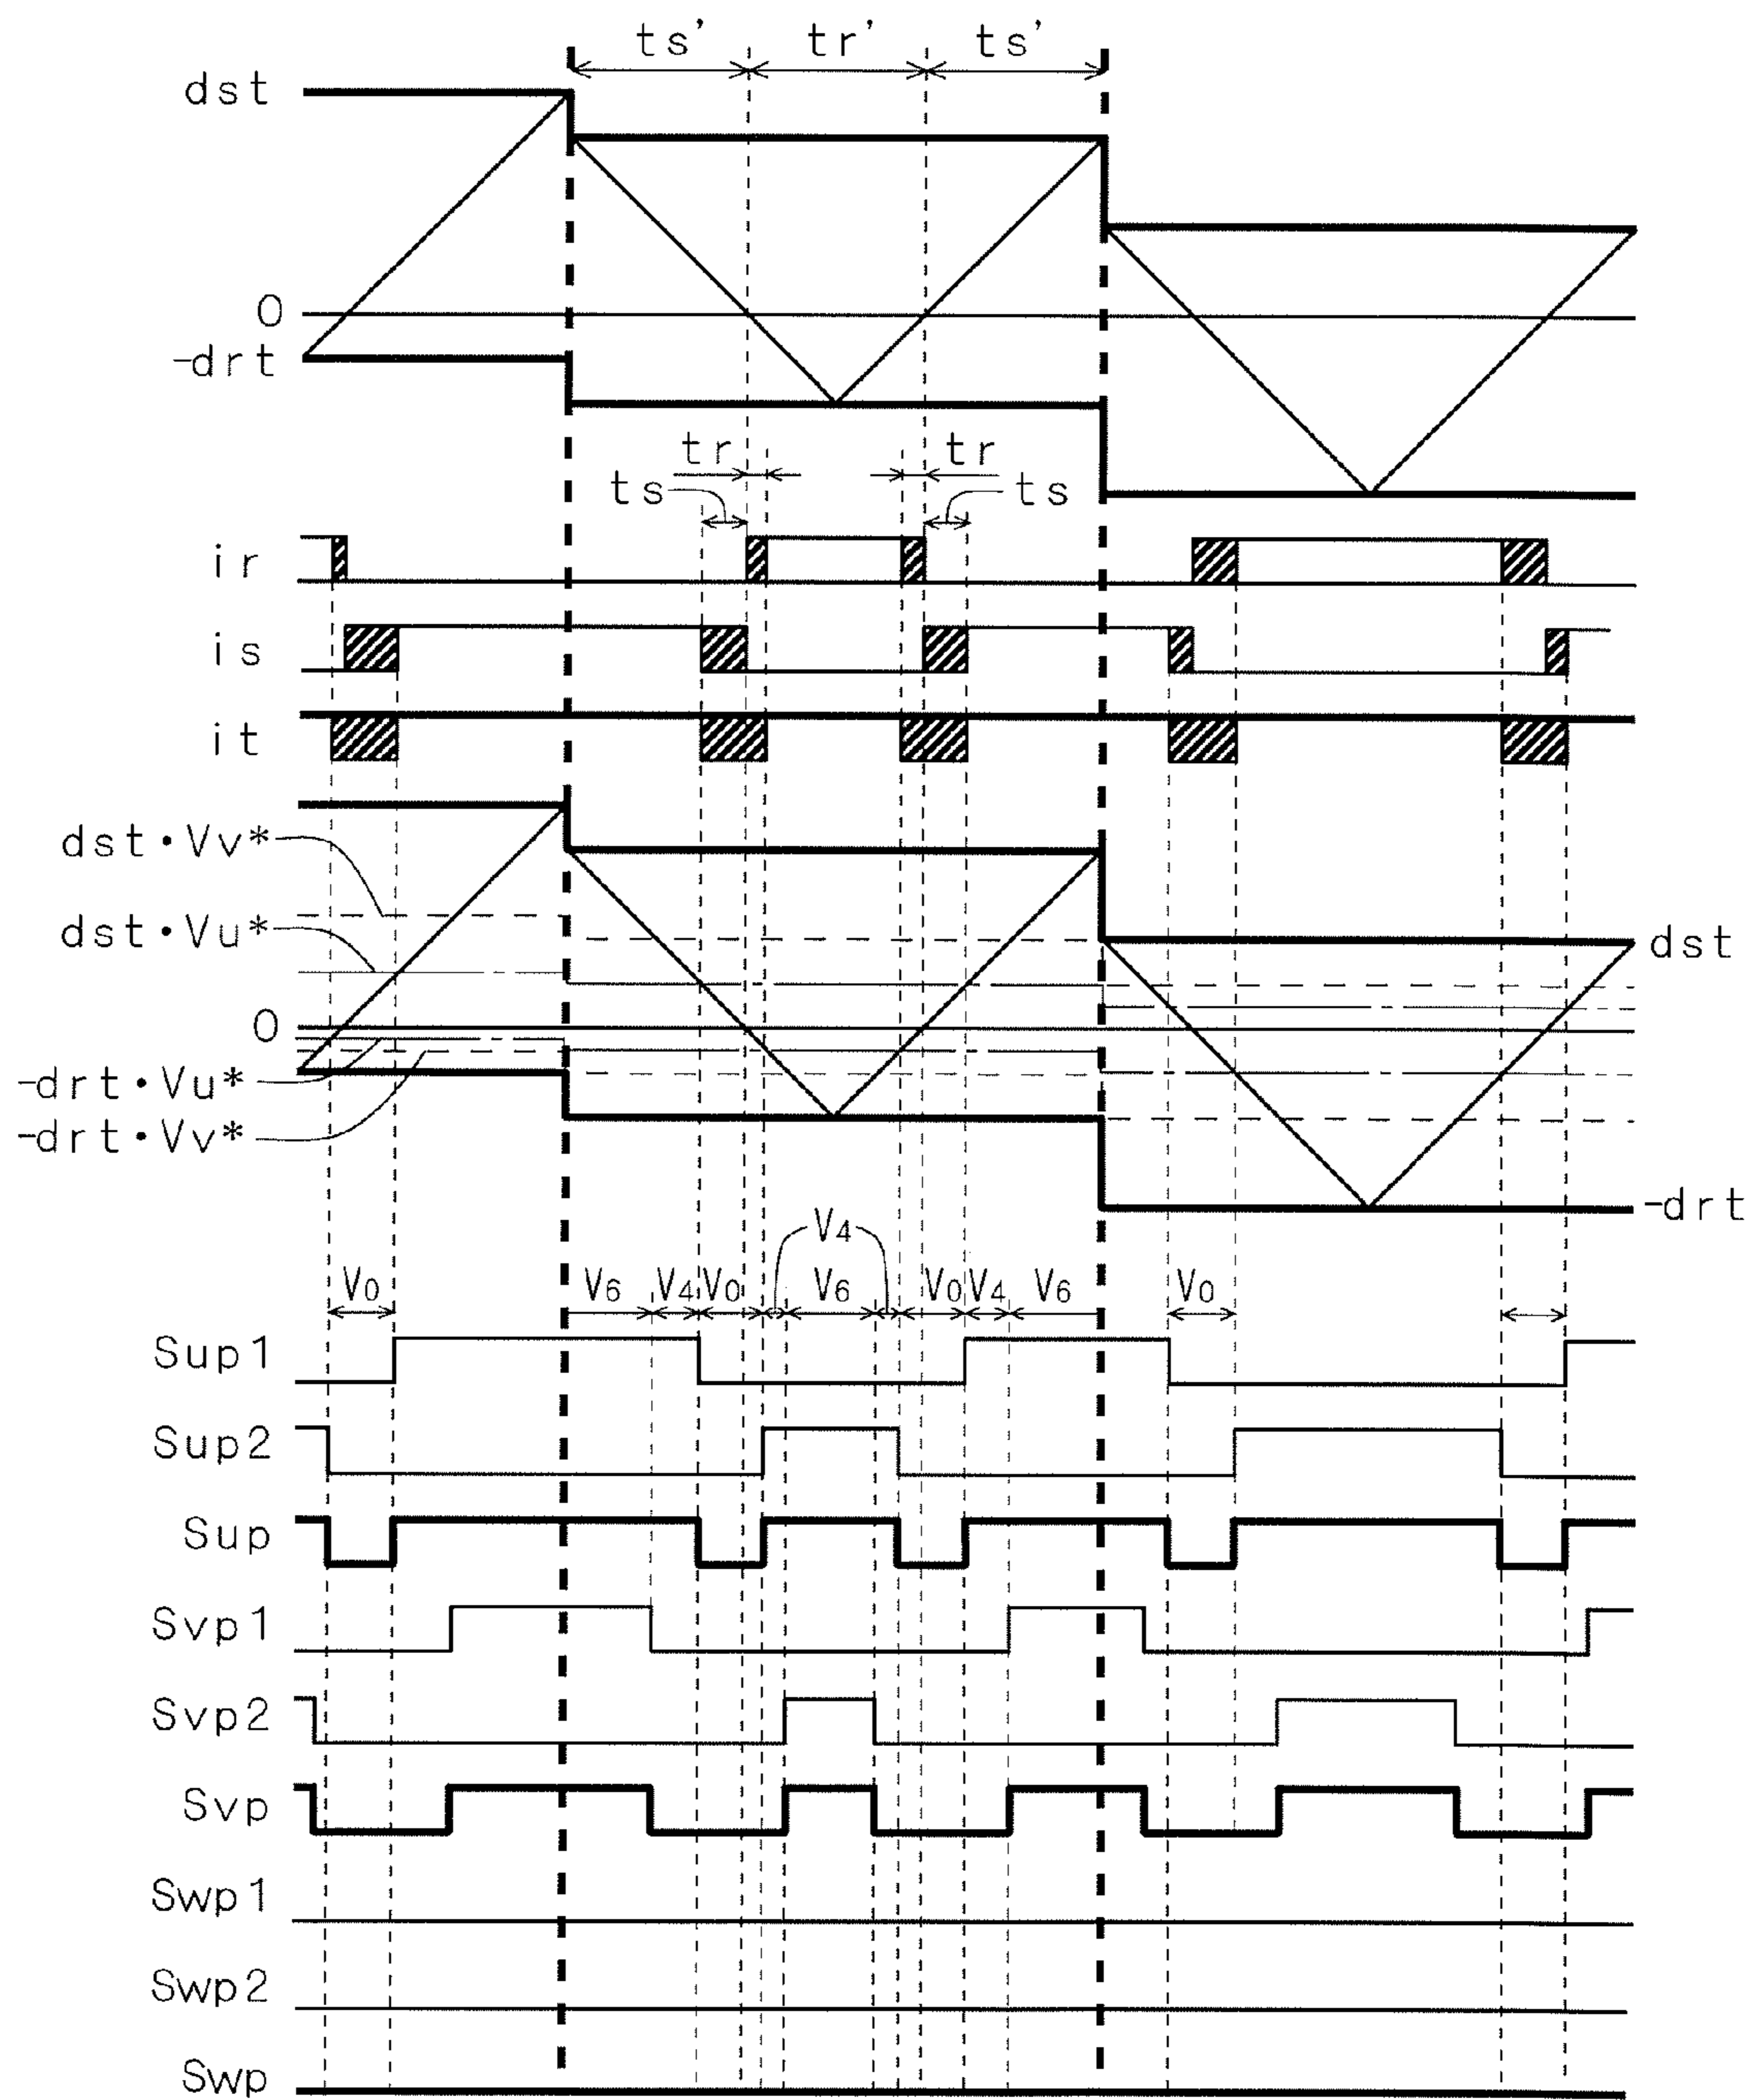 ts' tr' ts'
dst
0
-drt
tr tr
ts ts
ir
is
it
dst・Vv*
dst・Vu*
dst
0
-drt・Vu*
-drt・Vv*
-drt
V4
V0 V6 V4 V0 V6 V0 V4 V6 V0
Sup1
Sup2
Sup
Svp1
Svp2
Svp
Swp1
Swp2
Swp